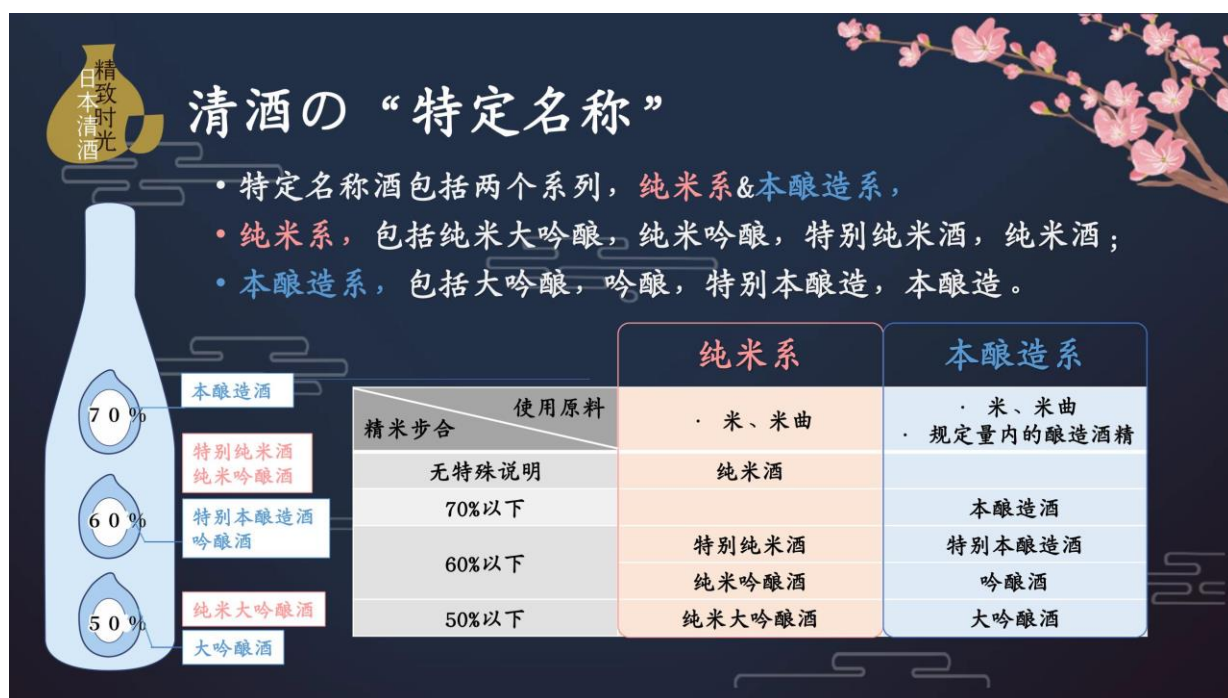 精致时光
日本清酒
清酒の“特定名称”
• 特定名称酒包括两个系列，纯米系&本酿造系，
• 纯米系，包括纯米大吟酿，纯米吟酿，特别纯米酒，纯米酒；
• 本酿造系，包括大吟酿，吟酿，特别本酿造，本酿造。
70%
本酿造酒
特别纯米酒
纯米吟酿酒
60%
特别本酿造酒
吟酿酒
纯米大吟酿酒
50%
大吟酿酒
纯米系 本酿造系
使用原料
精米步合
· 米、米曲
· 米、米曲
· 规定量内的酿造酒精
无特殊说明 纯米酒
70%以下 本酿造酒
60%以下
特别纯米酒 特别本酿造酒
纯米吟酿酒 吟酿酒
50%以下 纯米大吟酿酒 大吟酿酒